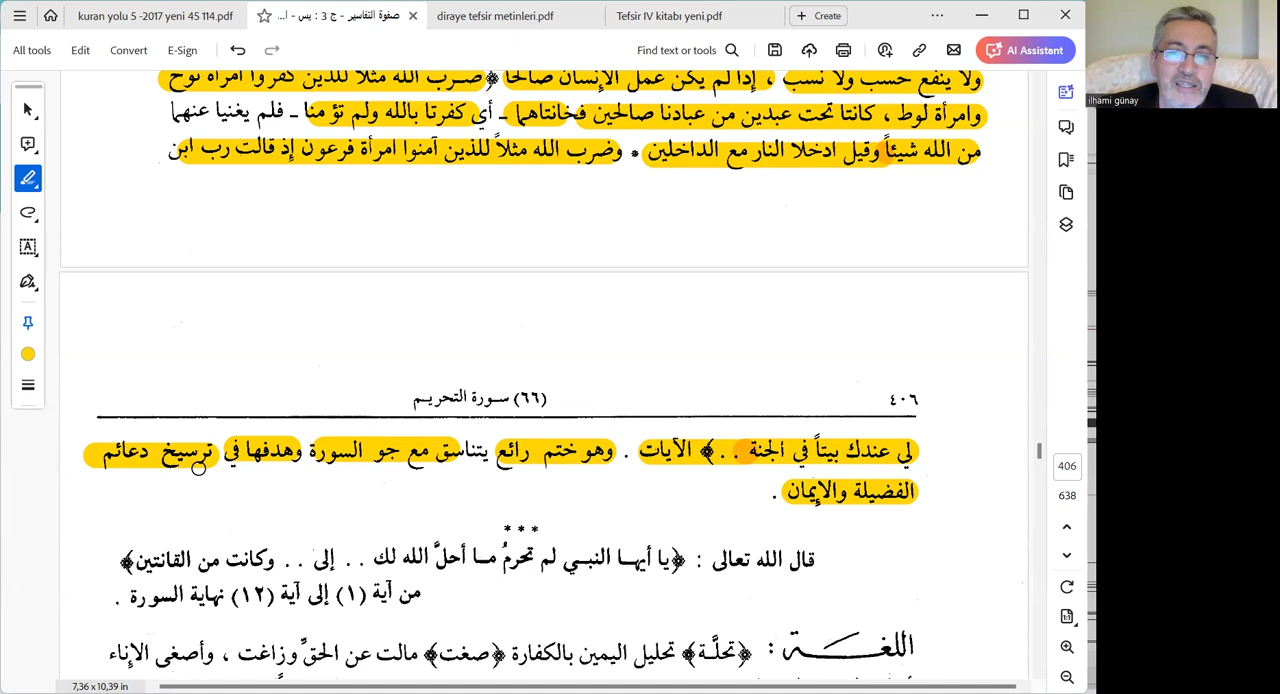 kuran yolu 5 -2017 yeni 45 114.pdf
صفوة التفاسير - ج 3 : يس - ا...
diraye tefsir metinleri.pdf
Tefsir IV kitabı yeni.pdf
Create
All tools
Edit
Convert
E-Sign
Find text or tools
AI Assistant
ilhami günay
ولا ينفع حسب ولا نسب ، إذا لم يكن عمل الإنسان صالحاً ﴿ضرب الله مثلاً للذين كفروا امرأة نوح
وامرأة لوط ، كانتا تحت عبدين من عبادنا صالحين فخانتاهما ـ أي كفرتا بالله ولم تؤ منا ـ فلم يغنيا عنهما
من الله شيئاً وقيل ادخلا النار مع الداخلين * وضرب الله مثلاً للذين آمنوا امرأة فرعون إذ قالت رب ابن
(٦٦) سورة التحريم
٤٠٦
لي عندك بيتاً في الجنة . . ﴾ الآيات . وهو ختم رائع يتناسق مع جو السورة وهدفها في ترسيخ دعائم
الفضيلة والإيمان .
* * *
قال الله تعالى : ﴿يا أيها النبي لم تحرمُ ما أحلَّ الله لك . . إلى . . وكانت من القانتين﴾
من آية (١) إلى آية (١٢) نهاية السورة .
اللغة : ﴿تحلَّة﴾ تحليل اليمين بالكفارة ﴿صغت﴾ مالت عن الحقِّ وزاغت ، وأصغى الإناء
406
638
7,36 x 10,39 in